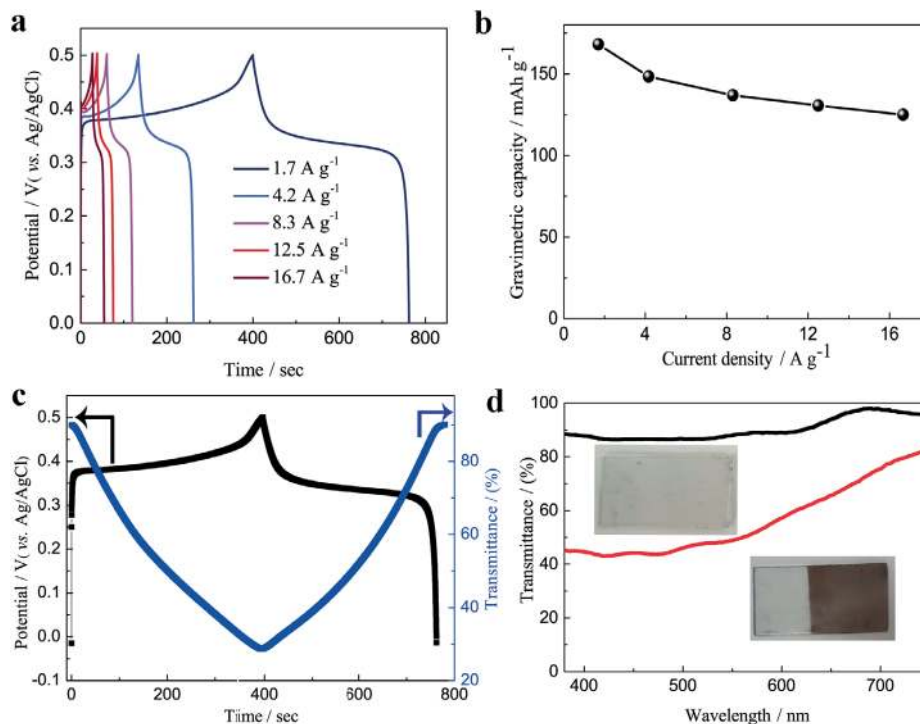 a
0.5
0.4
0.3
0.2
0.1
0.0
Potential / V( vs. Ag/AgCl)
1.7 A g-1
4.2 A g-1
8.3 A g-1
12.5 A g-1
16.7 A g-1
0 200 400 600 800
Time / sec
b
150
125
100
75
50
25
0
Gravimetric capacity / mAh g-1
0 4 8 12 16
Current density / A g-1
c
0.5
0.4
0.3
0.2
0.1
0.0
-0.1
Potential / V( vs. Ag/AgCl)
80
60
40
20
Transmittance / (%)
0 200 400 600 800
Tiime / sec
d
100
80
60
40
20
0
Transmittance / (%)
400 500 600 700
Wavelength / nm